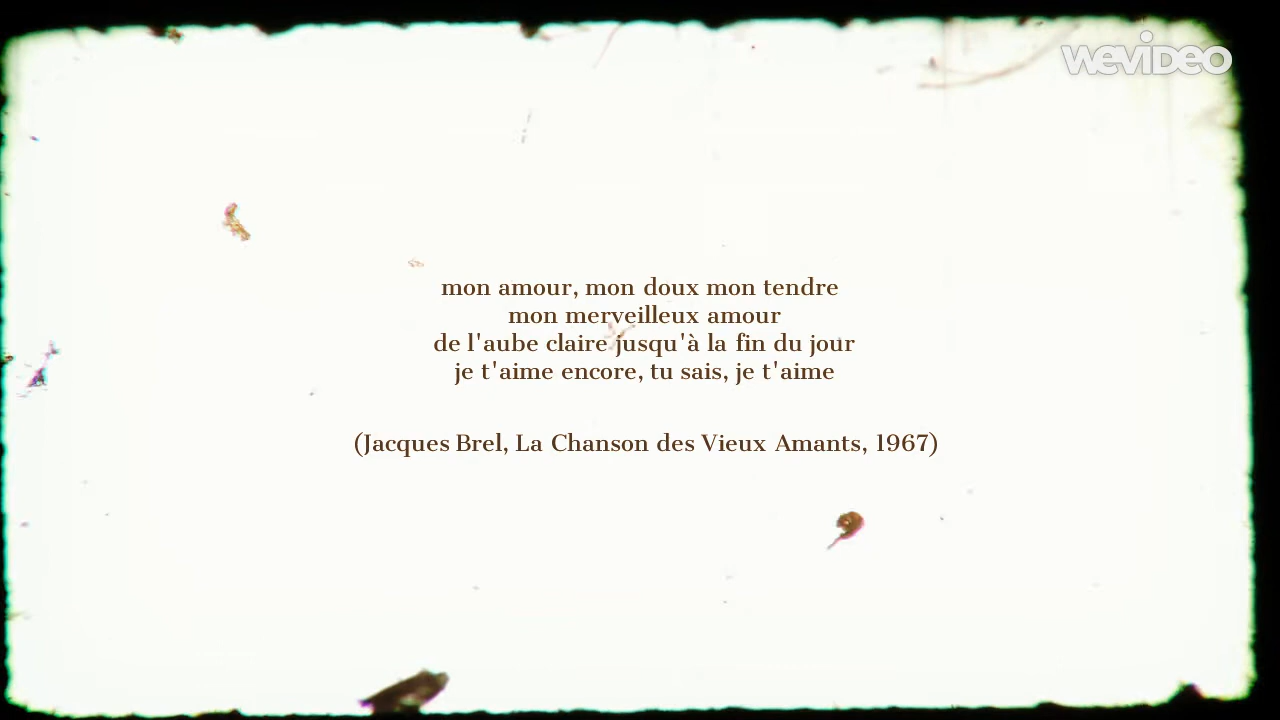 wevideo
mon amour, mon doux mon tendre
mon merveilleux amour
de l'aube claire jusqu'à la fin du jour
je t'aime encore, tu sais, je t'aime
(Jacques Brel, La Chanson des Vieux Amants, 1967)